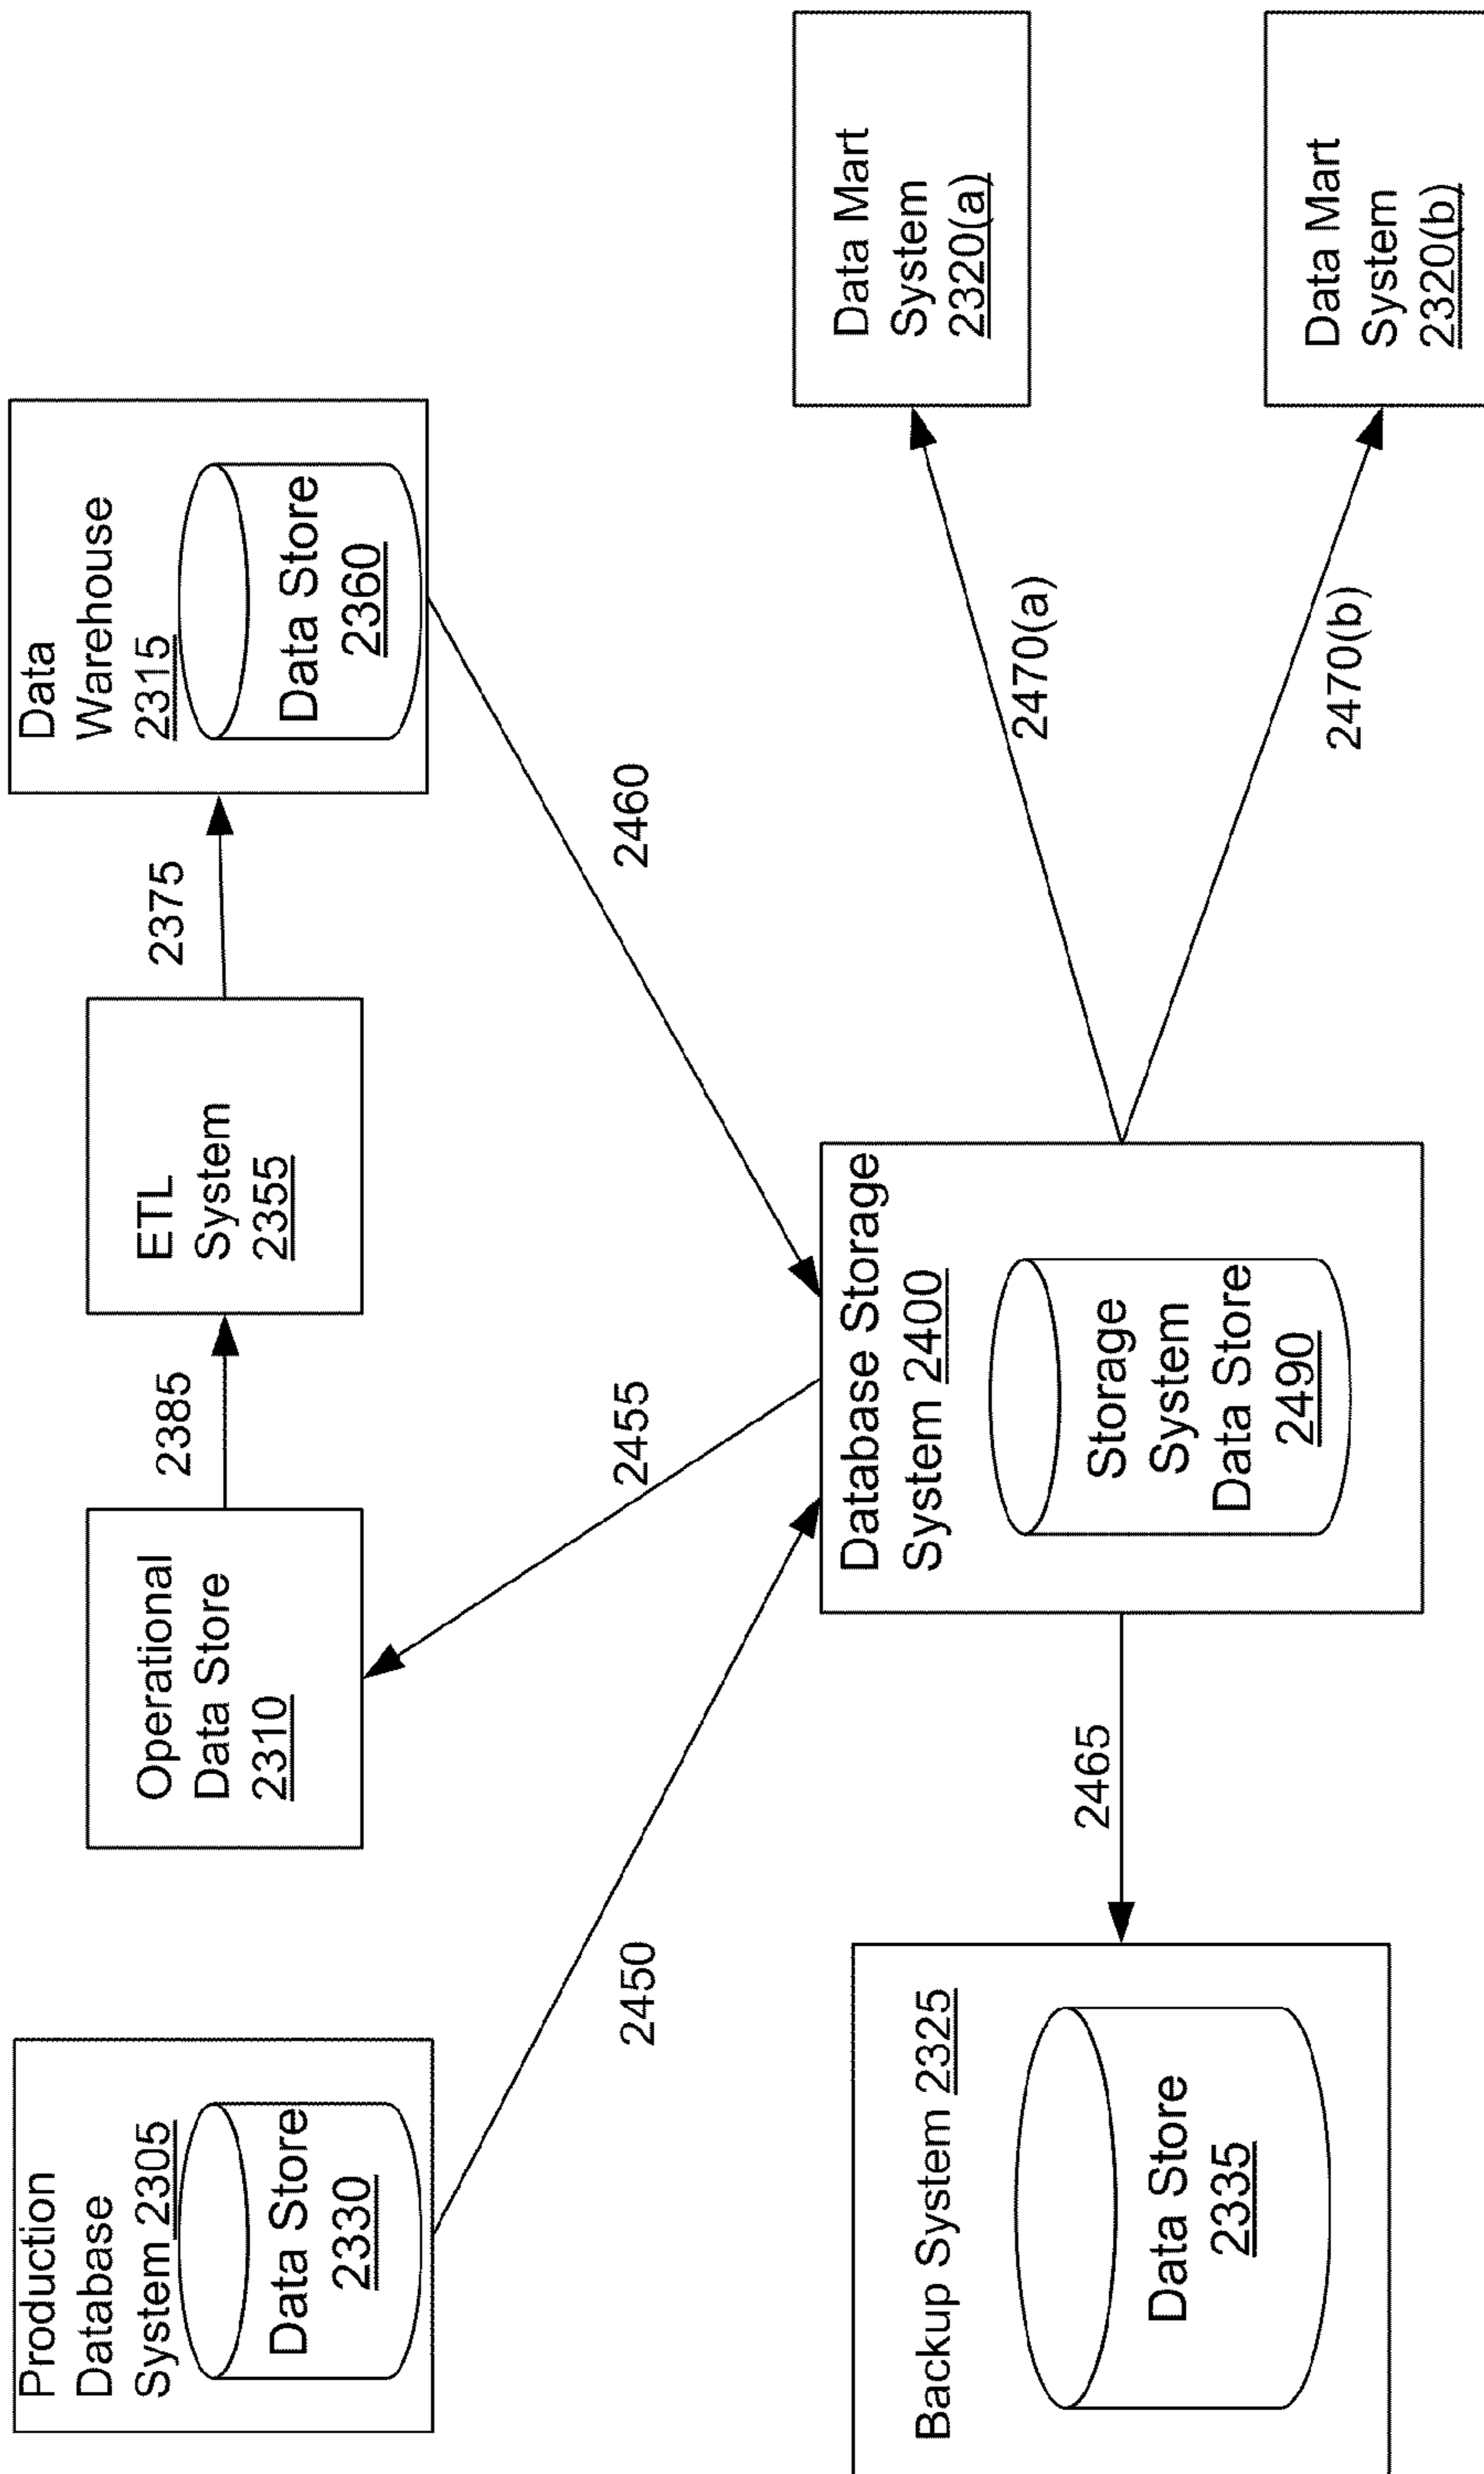 Production
Database
System 2305
Data Store
2330
Operational
Data Store
2310
2385
ETL
System
2355
2375
Data
Warehouse
2315
Data Store
2360
2450
2455
2460
Backup System 2325
Data Store
2335
2465
Database Storage
System 2400
Storage
System
Data Store
2490
2470(a)
2470(b)
Data Mart
System
2320(a)
Data Mart
System
2320(b)